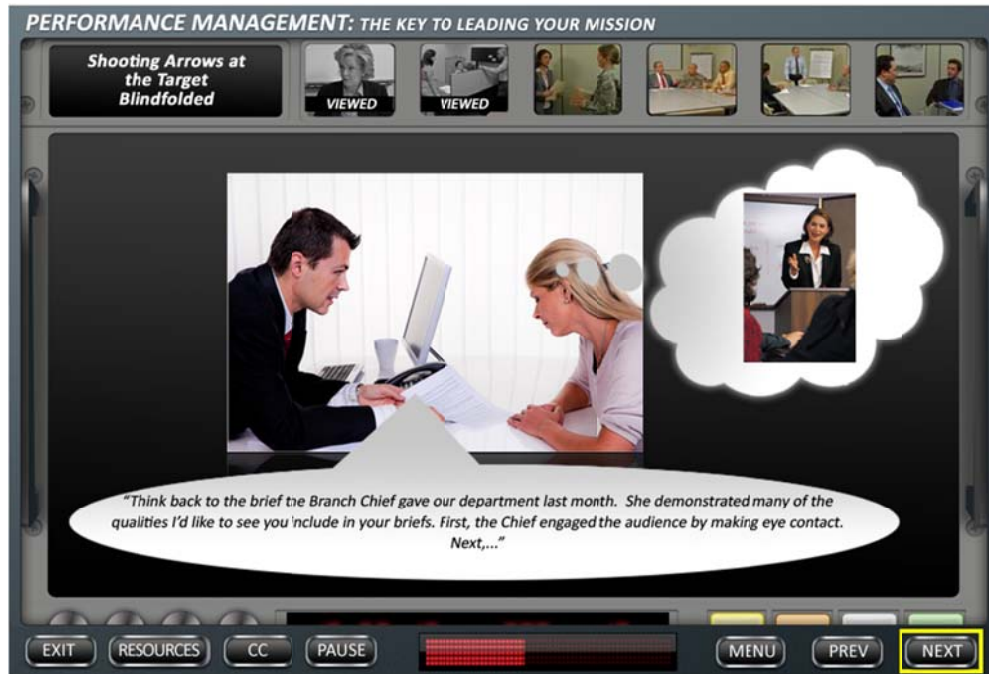 PERFORMANCE MANAGEMENT: THE KEY TO LEADING YOUR MISSION
Shooting Arrows at
the Target
Blindfolded
VIEWED
VIEWED
"Think back to the brief the Branch Chief gave our department last month. She demonstrated many of the
qualities I'd like to see you include in your briefs. First, the Chief engaged the audience by making eye contact.
Next,..."
EXIT
RESOURCES
CC
PAUSE
MENU
PREV
NEXT